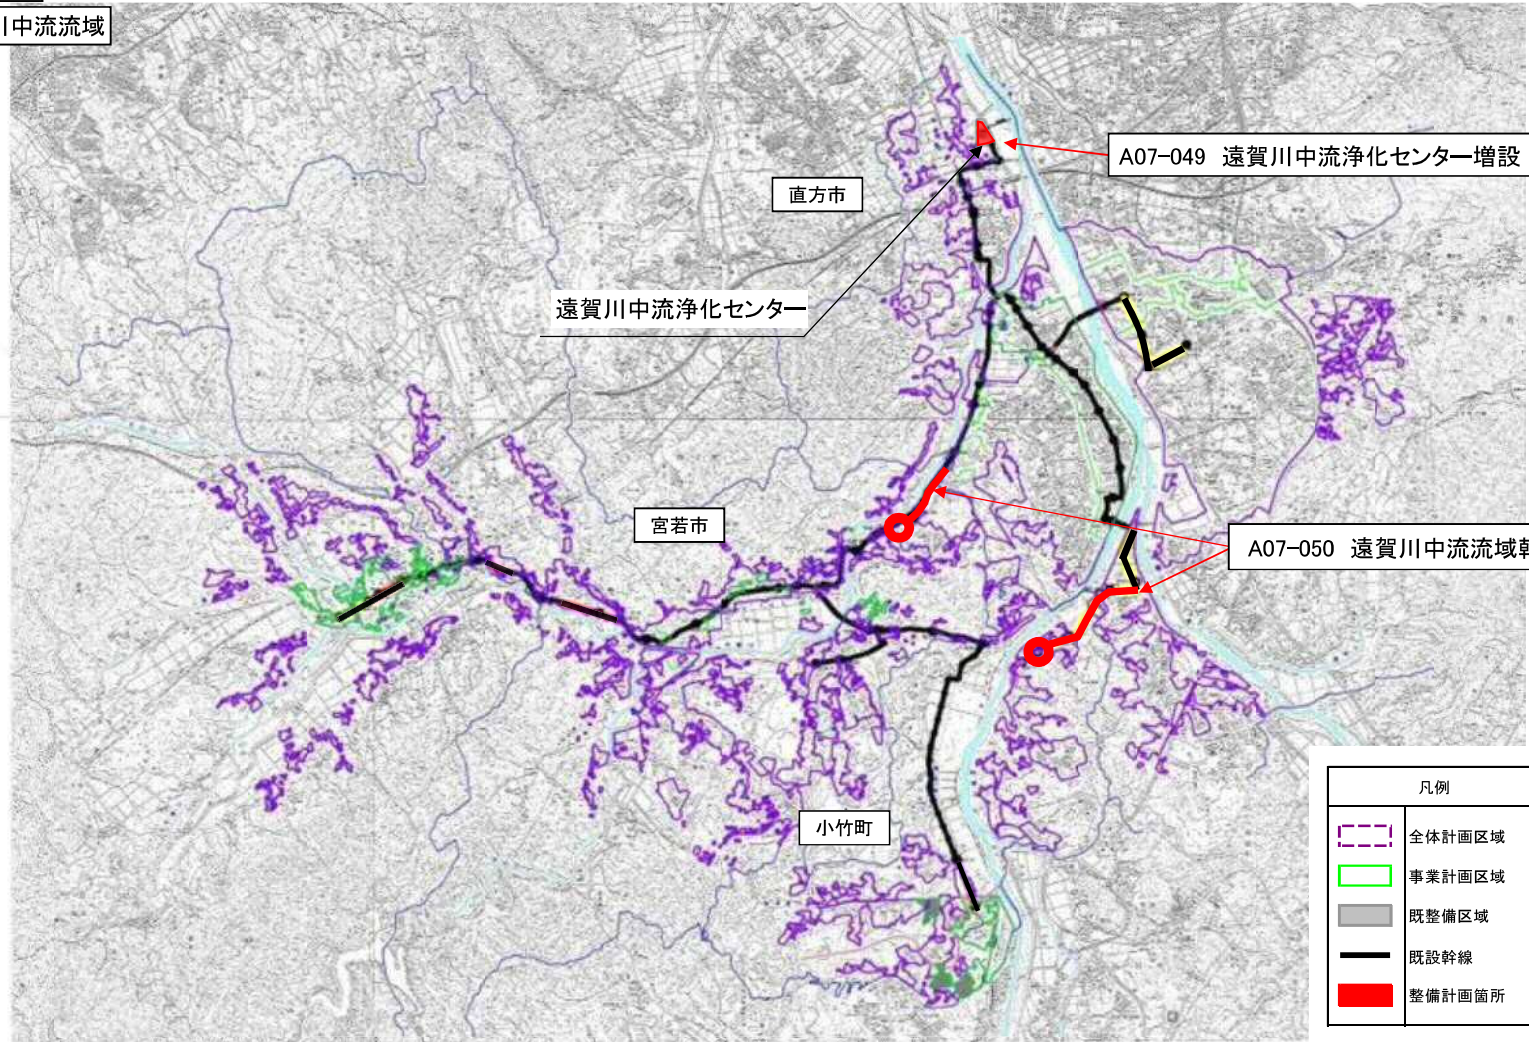 川中流流域
A07-049 遠賀川中流浄化センター増設
直方市
遠賀川中流浄化センター
宮若市
A07-050 遠賀川中流流域幹
小竹町
凡例
全体計画区域
事業計画区域
既整備区域
既設幹線
整備計画箇所